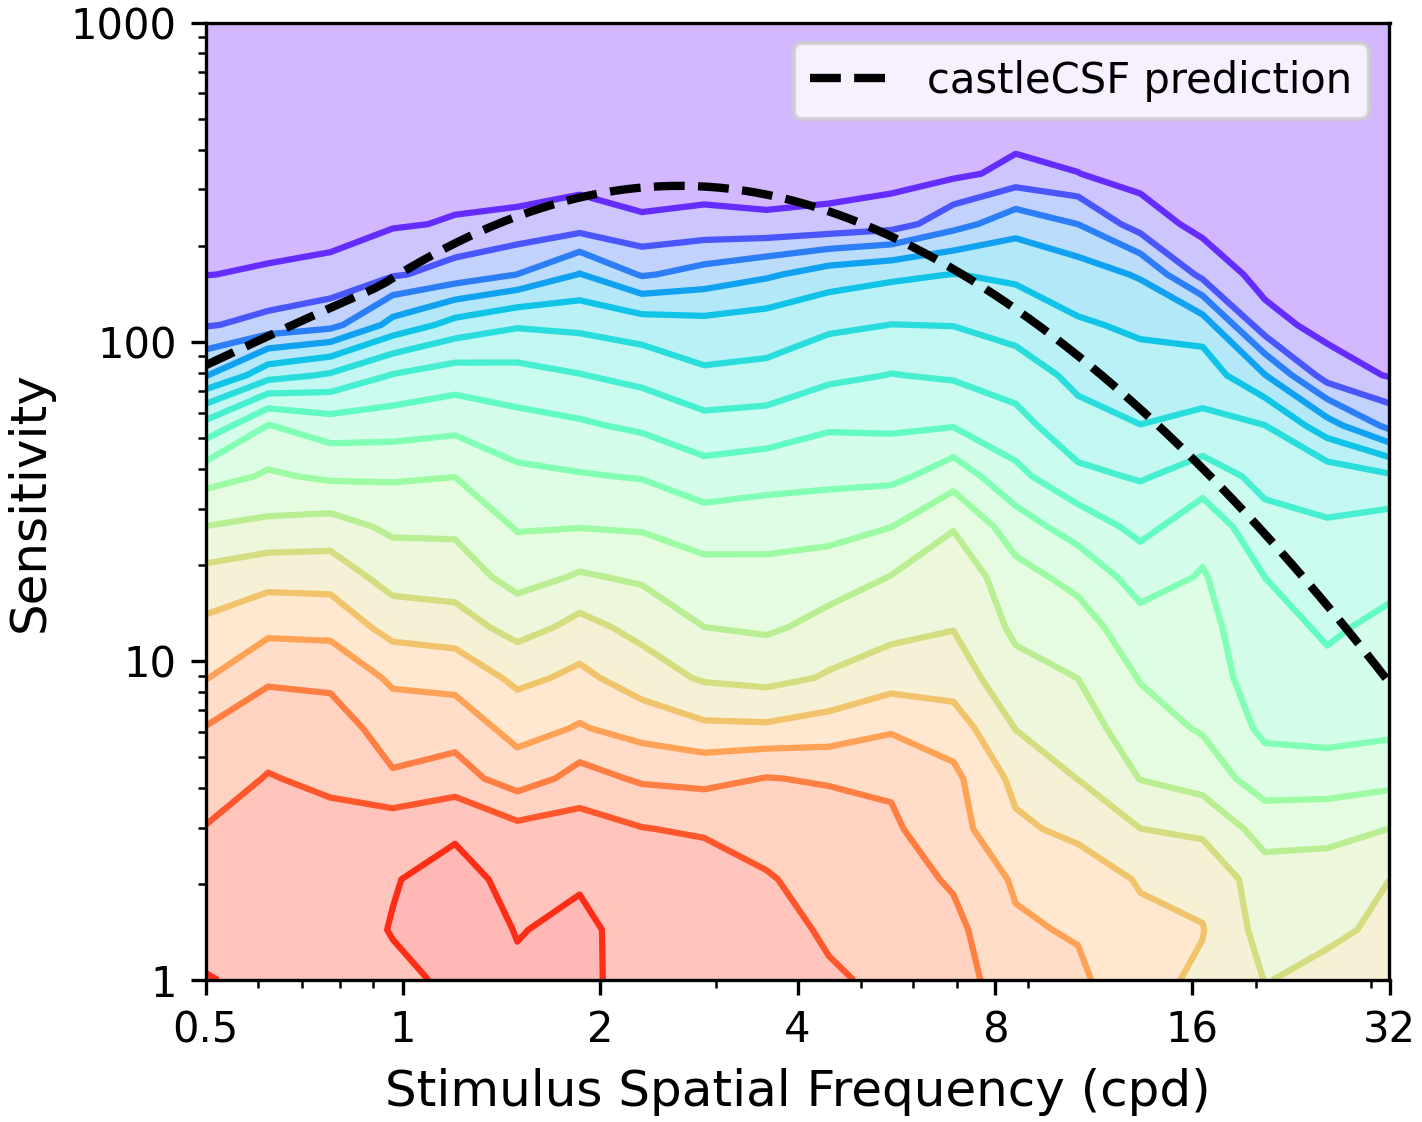 1000
castleCSF prediction
100
Sensitivity
10
1
0.5 1 2 4 8 16 32
Stimulus Spatial Frequency (cpd)